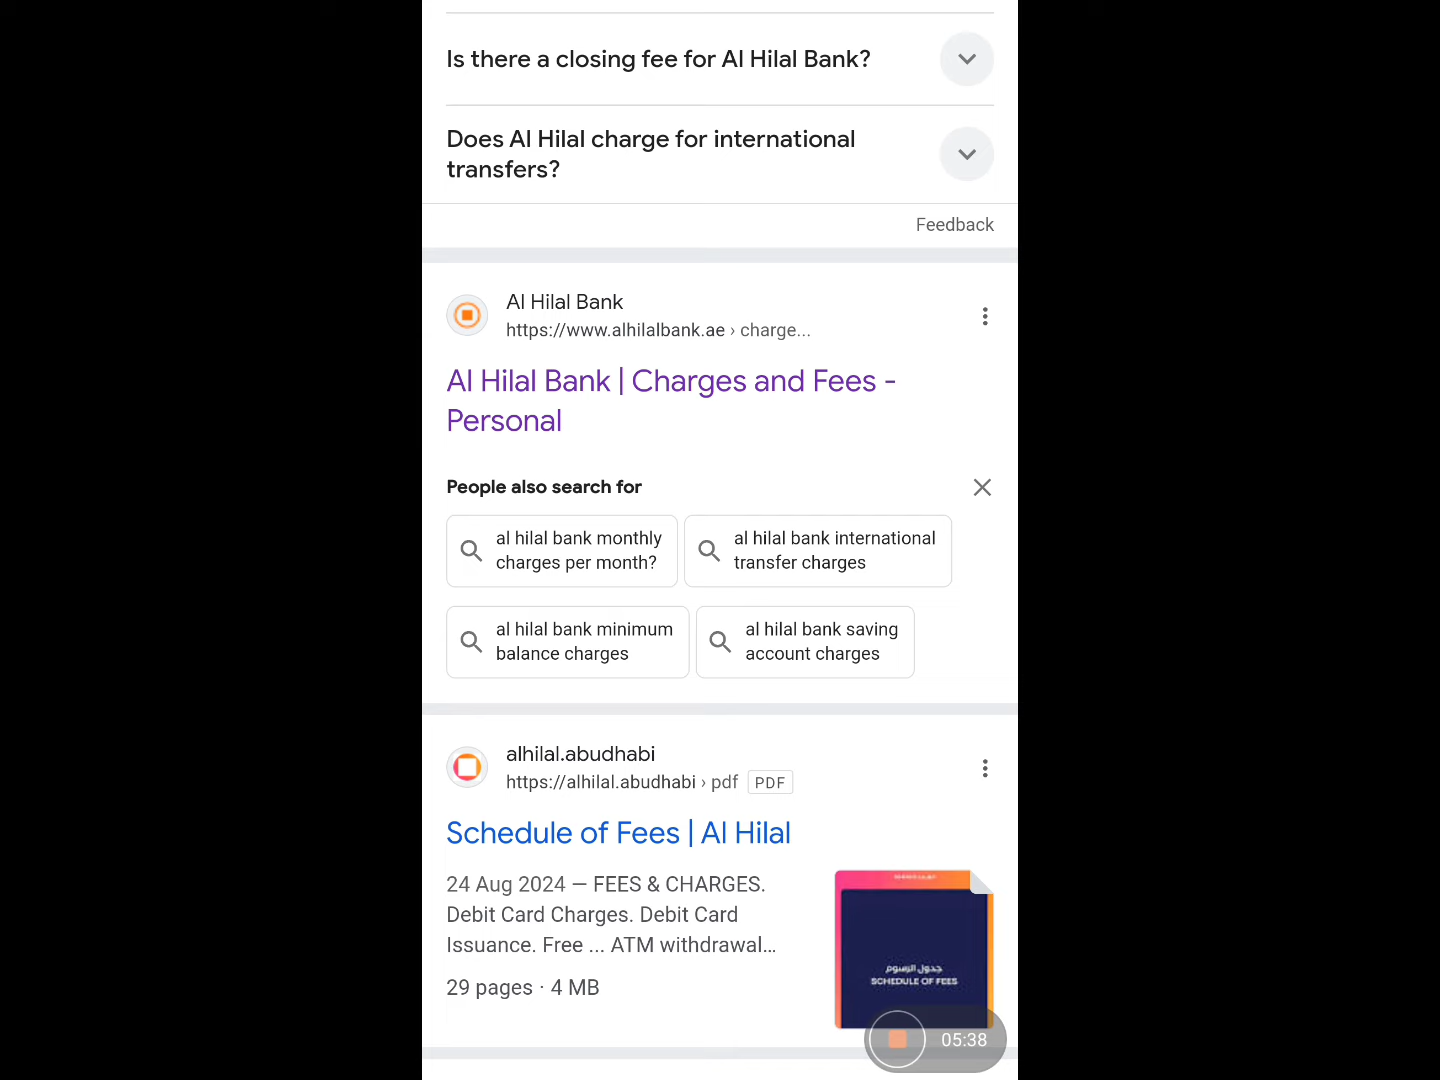 Is there a closing fee for Al Hilal Bank?
Does Al Hilal charge for international
transfers?
Feedback
Al Hilal Bank
https://www.alhilalbank.ae › charge...
Al Hilal Bank | Charges and Fees -
Personal
People also search for
al hilal bank monthly
charges per month?
al hilal bank international
transfer charges
al hilal bank minimum
balance charges
al hilal bank saving
account charges
alhilal.abudhabi
https://alhilal.abudhabi › pdf PDF
Schedule of Fees | Al Hilal
24 Aug 2024 — FEES & CHARGES.
Debit Card Charges. Debit Card
Issuance. Free ... ATM withdrawal...
29 pages · 4 MB
جدول الرسوم
SCHEDULE OF FEES
05:38